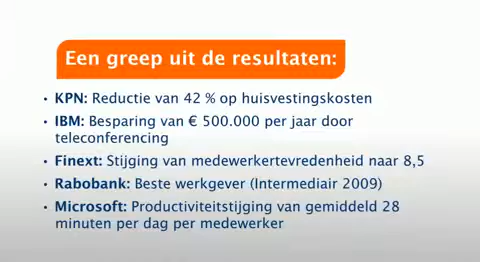 Een greep uit de resultaten:
• KPN: Reductie van 42 % op huisvestingskosten
• IBM: Besparing van € 500.000 per jaar door
teleconferencing
• Finext: Stijging van medewerkertevredenheid naar 8,5
• Rabobank: Beste werkgever (Intermediair 2009)
• Microsoft: Productiviteitstijging van gemiddeld 28
minuten per dag per medewerker